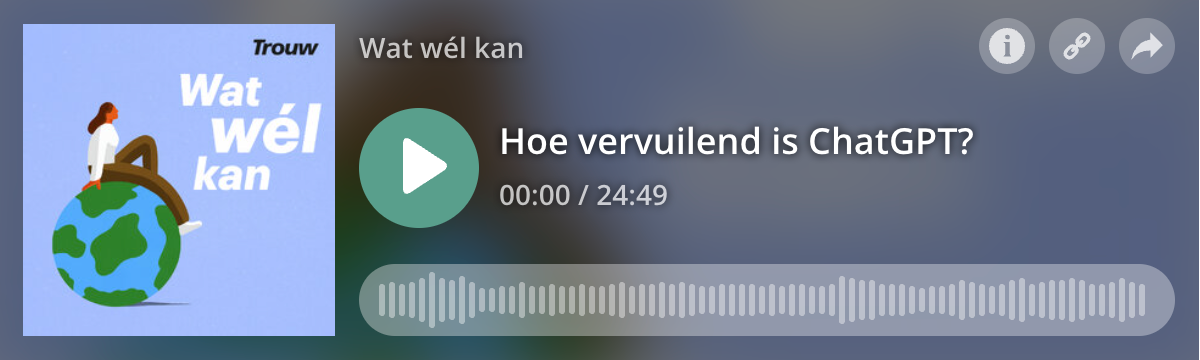 Trouw
Wat
wél
kan
Wat wél kan
Hoe vervuilend is ChatGPT?
00:00 / 24:49